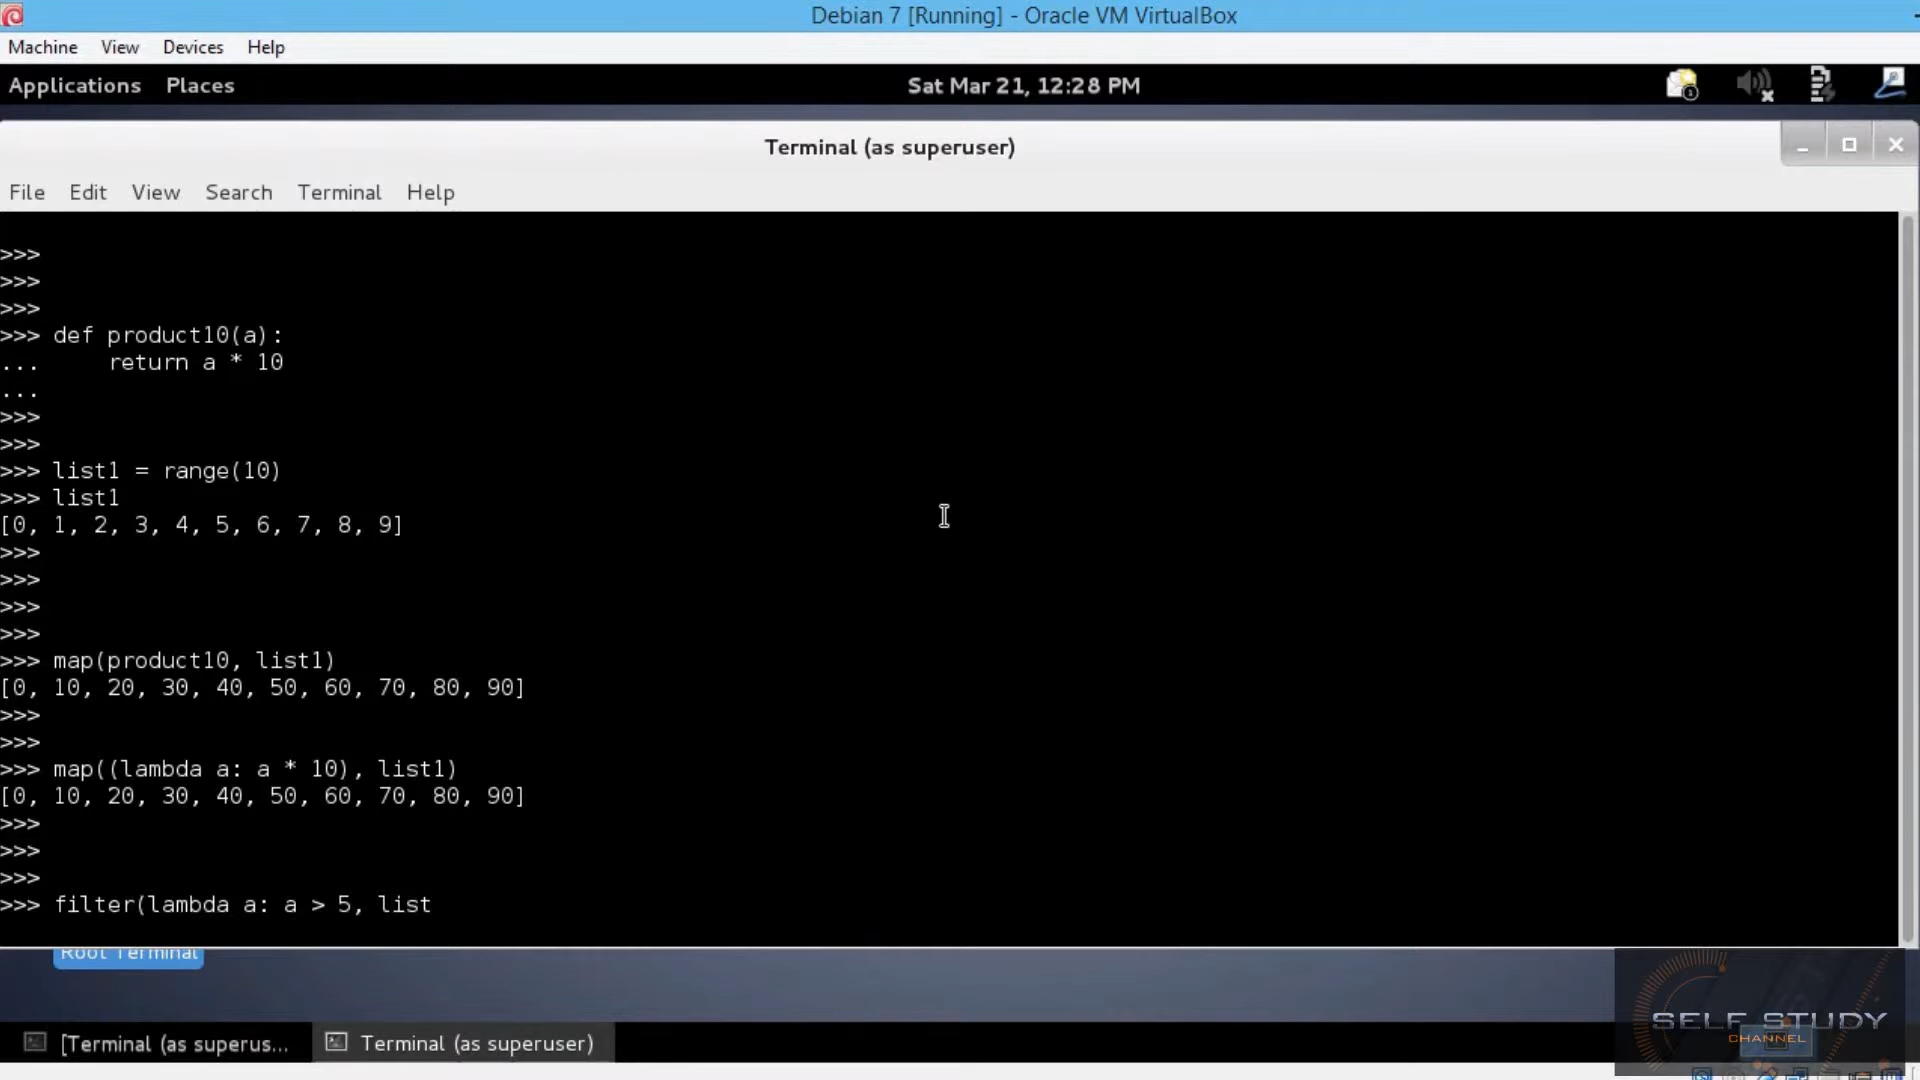 Debian 7 [Running] - Oracle VM VirtualBox
Machine View Devices Help
Applications Places Sat Mar 21, 12:28 PM
Terminal (as superuser)
File Edit View Search Terminal Help
>>>
>>>
>>>
>>> def product10(a):
...     return a * 10
...
>>>
>>>
>>> list1 = range(10)
>>> list1
[0, 1, 2, 3, 4, 5, 6, 7, 8, 9]
>>>
>>>
>>>
>>>
>>> map(product10, list1)
[0, 10, 20, 30, 40, 50, 60, 70, 80, 90]
>>>
>>>
>>> map((lambda a: a * 10), list1)
[0, 10, 20, 30, 40, 50, 60, 70, 80, 90]
>>>
>>>
>>>
>>> filter(lambda a: a > 5, list
Root Terminal
[Terminal (as superus... Terminal (as superuser)
SELF STUDY
CHANNEL